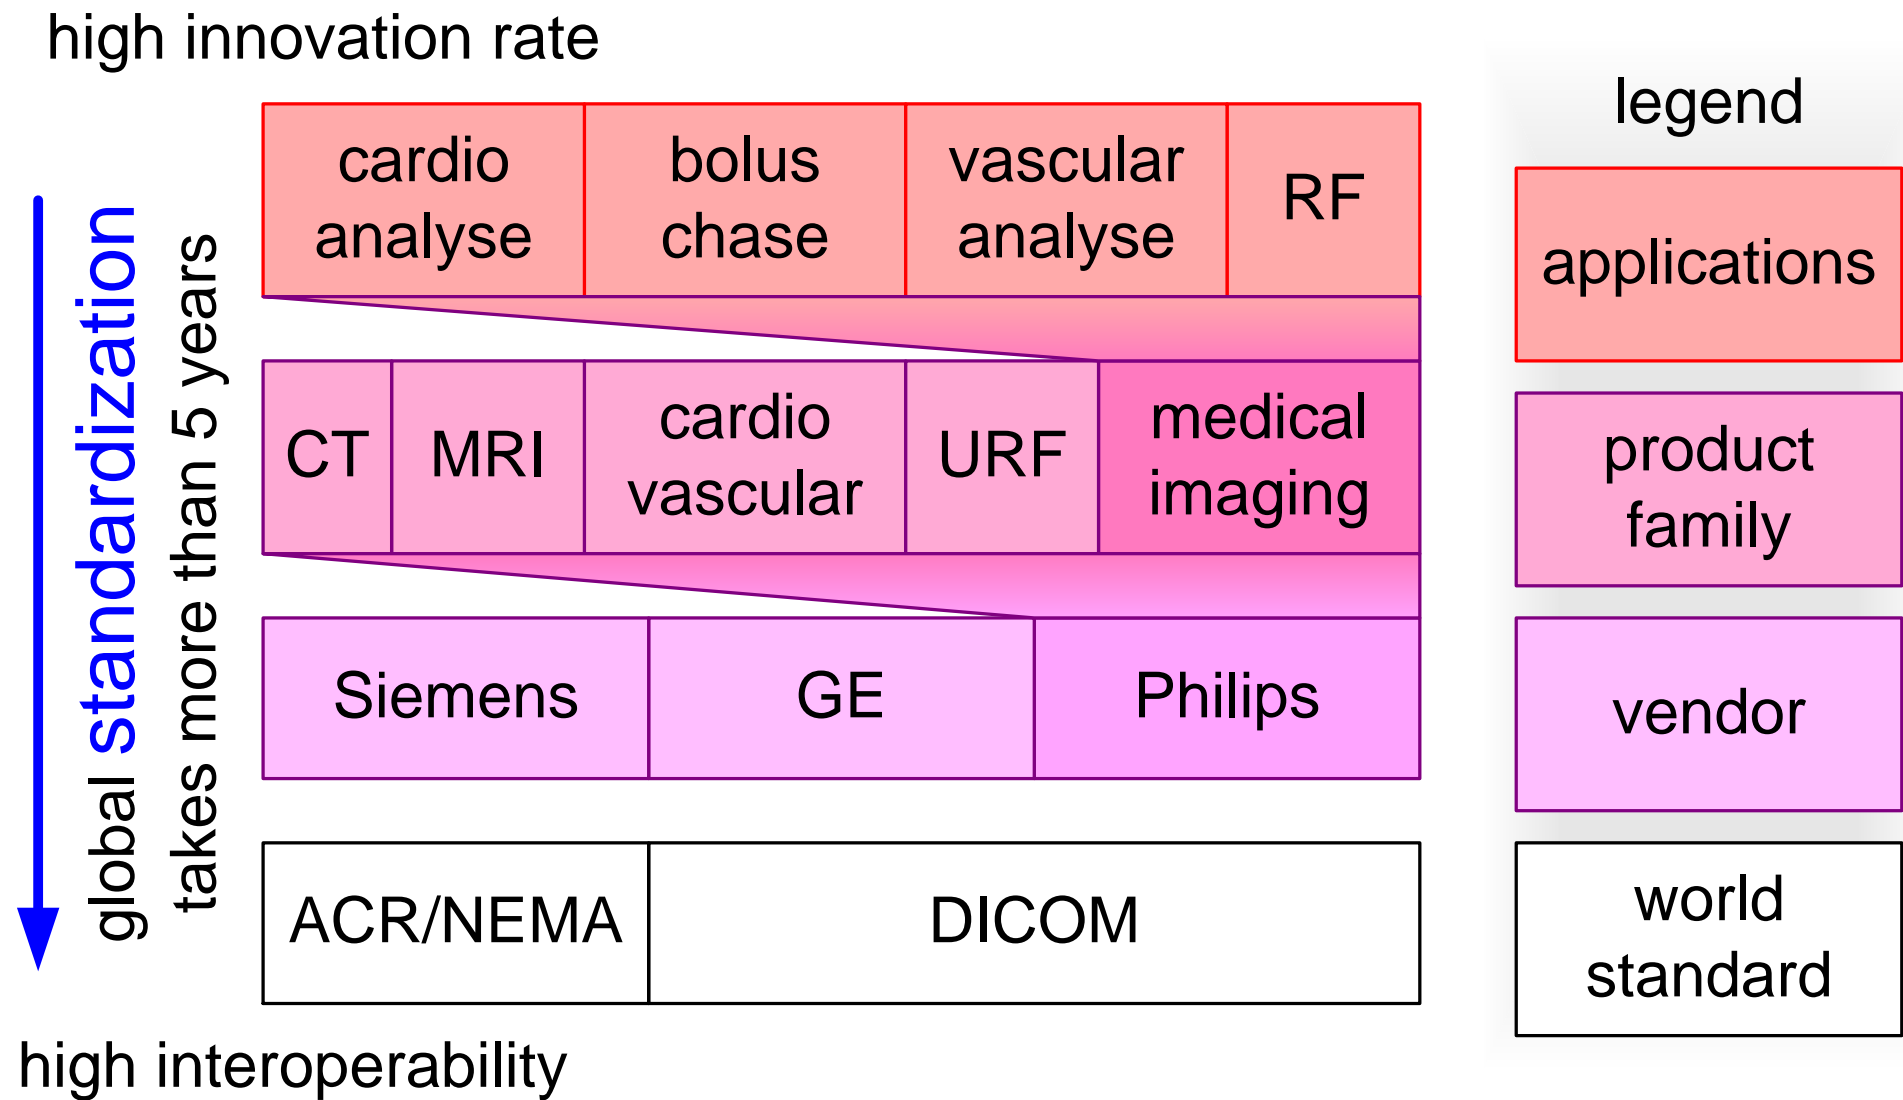 high innovation rate
legend
cardio
analyse
bolus
chase
vascular
analyse
RF
applications
global standardization
takes more than 5 years
CT
MRI
cardio
vascular
URF
medical
imaging
product
family
Siemens
GE
Philips
vendor
ACR/NEMA
DICOM
world
standard
high interoperability